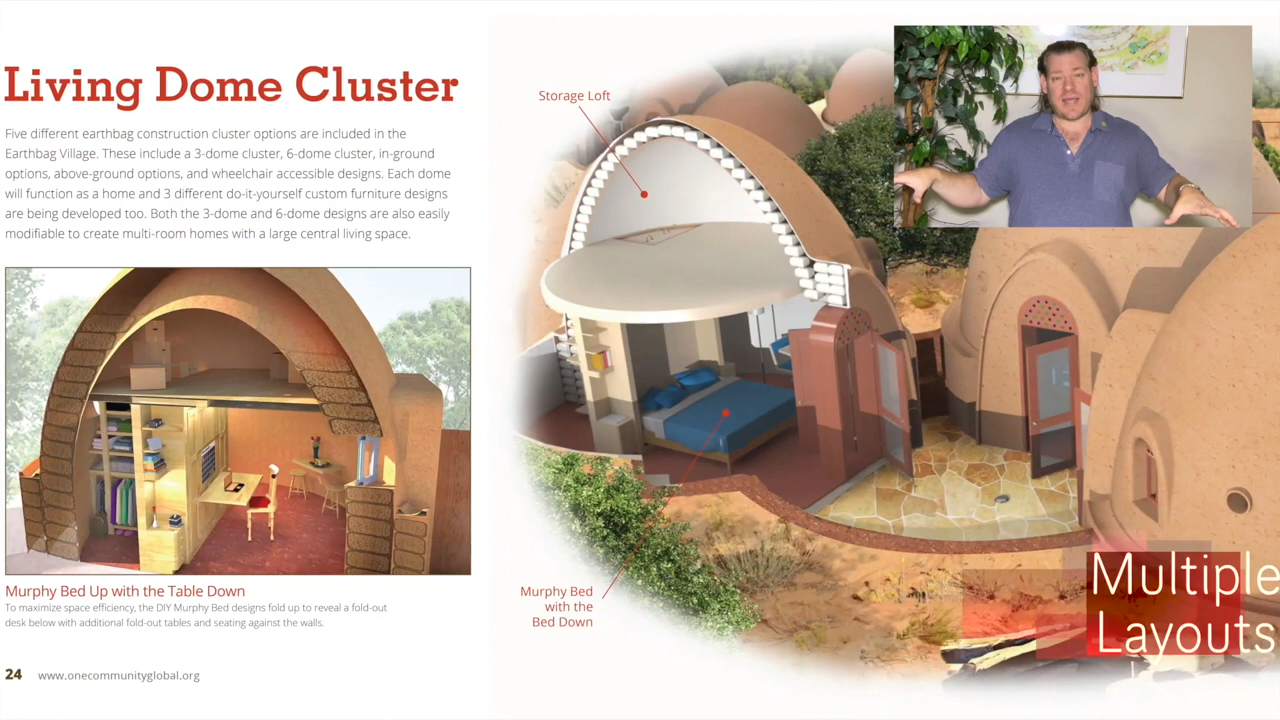 Living Dome Cluster
Five different earthbag construction cluster options are included in the
Earthbag Village. These include a 3-dome cluster, 6-dome cluster, in-ground
options, above-ground options, and wheelchair accessible designs. Each dome
will function as a home and 3 different do-it-yourself custom furniture designs
are being developed too. Both the 3-dome and 6-dome designs are also easily
modifiable to create multi-room homes with a large central living space.
Murphy Bed Up with the Table Down
To maximize space efficiency, the DIY Murphy Bed designs fold up to reveal a fold-out
desk below with additional fold-out tables and seating against the walls.
24 www.onecommunityglobal.org
Storage Loft
Murphy Bed
with the
Bed Down
Multiple
Layouts